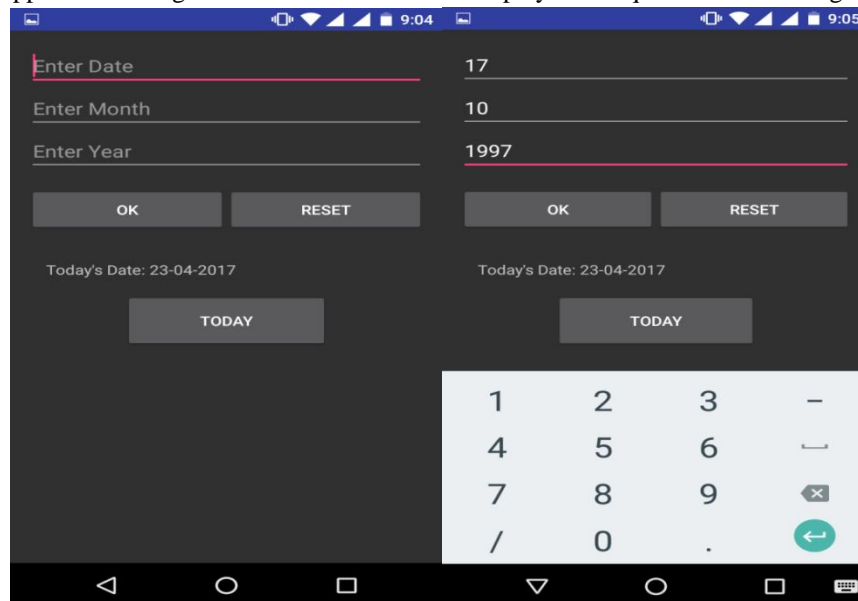 9:04
Enter Date
Enter Month
Enter Year
OK RESET
Today's Date: 23-04-2017
TODAY
9:05
17
10
1997
OK RESET
Today's Date: 23-04-2017
TODAY
1 2 3 -
4 5 6
7 8 9
/ 0 .